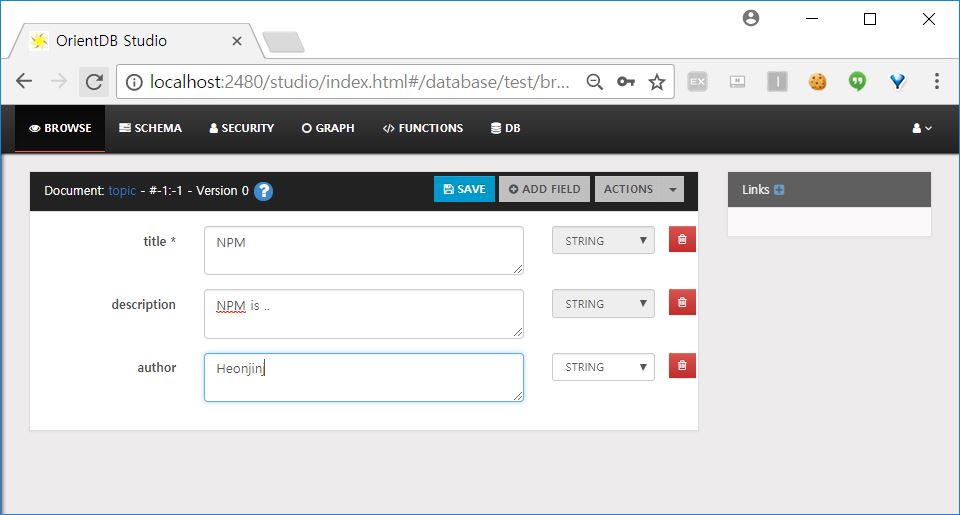 OrientDB Studio
localhost:2480/studio/index.html#/database/test/br...
EX
BROWSE SCHEMA SECURITY GRAPH FUNCTIONS DB
Document: topic - #-1:-1 - Version 0 ? SAVE ADD FIELD ACTIONS Links
title * NPM STRING
description NPM is .. STRING
author Heonjinj STRING